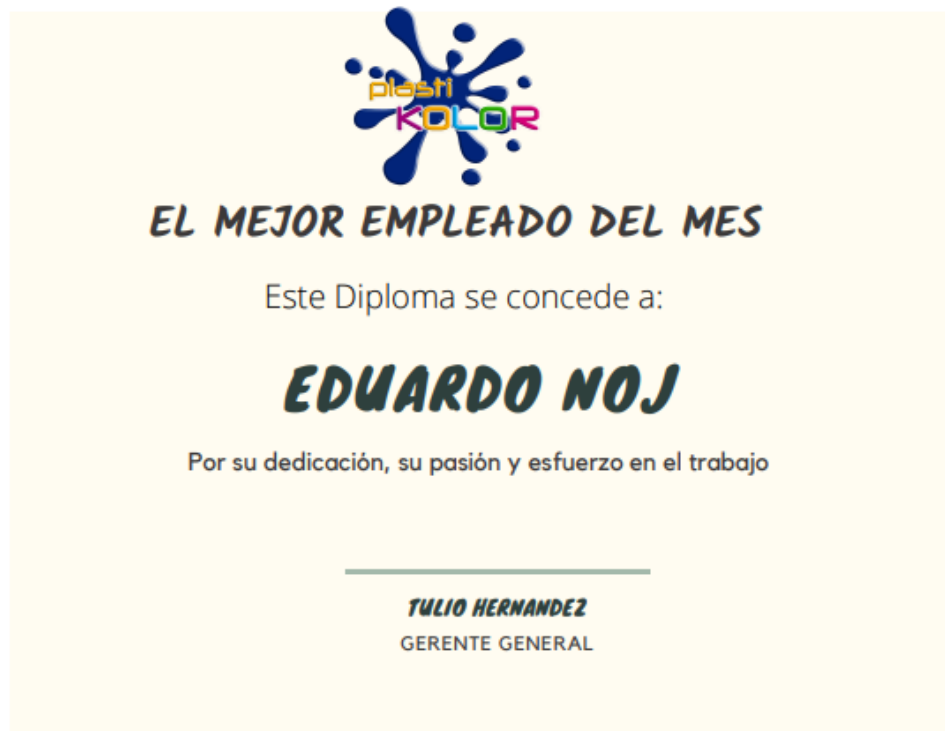 plasti
KOLOR
EL MEJOR EMPLEADO DEL MES
Este Diploma se concede a:
EDUARDO NOJ
Por su dedicación, su pasión y esfuerzo en el trabajo
TULIO HERNANDEZ
GERENTE GENERAL